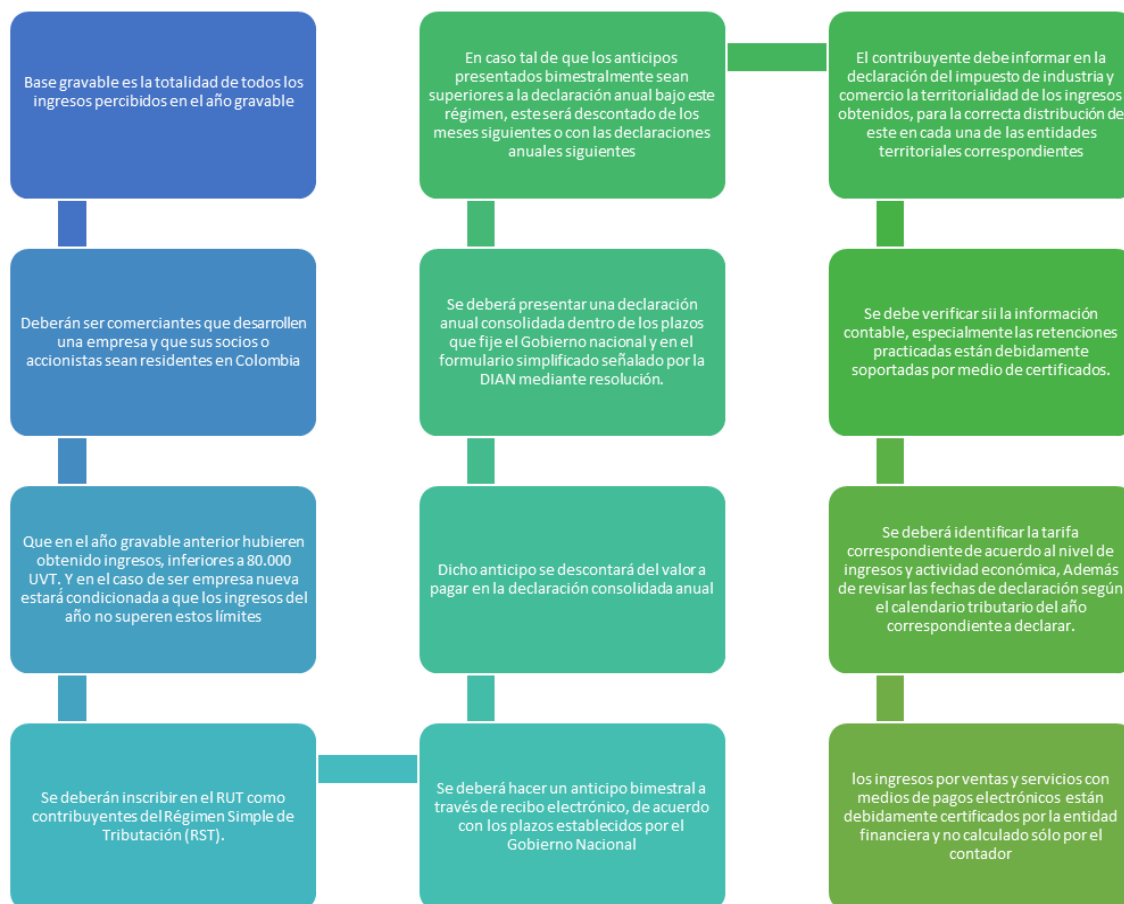 Base gravable es la totalidad de todos los
ingresos percibidos en el año gravable
Deberán ser comerciantes que desarrollen
una empresa y que sus socios o
accionistas sean residentes en Colombia
Que en el año gravable anterior hubieren
obtenido ingresos, inferiores a 80.000
UVT. Y en el caso de ser empresa nueva
estará condicionada a que los ingresos del
año no superen estos límites
Se deberán inscribir en el RUT como
contribuyentes del Régimen Simple de
Tributación (RST).
Se deberá hacer un anticipo bimestral a
través de recibo electrónico, de acuerdo
con los plazos establecidos por el
Gobierno Nacional
Dicho anticipo se descontará del valor a
pagar en la declaración consolidada anual
Se deberá presentar una declaración
anual consolidada dentro de los plazos
que fije el Gobierno nacional y en el
formulario simplificado señalado por la
DIAN mediante resolución.
En caso tal de que los anticipos
presentados bimestralmente sean
superiores a la declaración anual bajo este
régimen, este será descontado de los
meses siguientes o con las declaraciones
anuales siguientes
El contribuyente debe informar en la
declaración del impuesto de industria y
comercio la territorialidad de los ingresos
obtenidos, para la correcta distribución de
este en cada una de las entidades
territoriales correspondientes
Se debe verificar sii la información
contable, especialmente las retenciones
practicadas están debidamente
soportadas por medio de certificados.
Se deberá identificar la tarifa
correspondiente de acuerdo al nivel de
ingresos y actividad económica, Además
de revisar las fechas de declaración según
el calendario tributario del año
correspondiente a declarar.
los ingresos por ventas y servicios con
medios de pagos electrónicos están
debidamente certificados por la entidad
financiera y no calculado sólo por el
contador